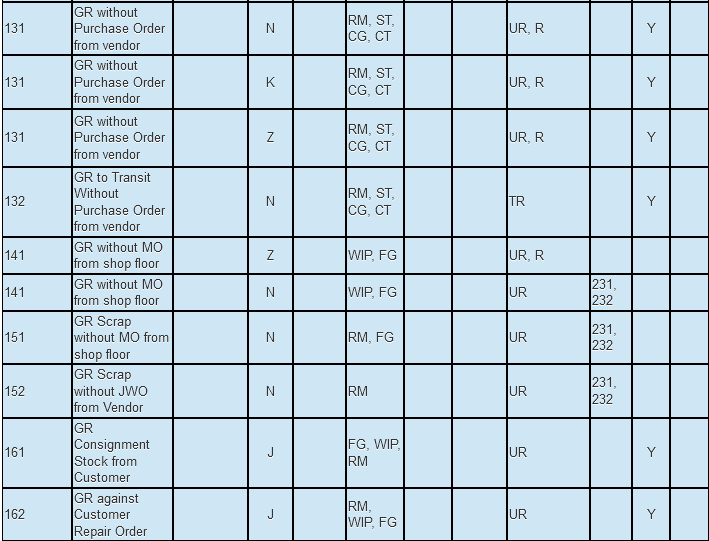 131 GR without Purchase Order from vendor N RM, ST, CG, CT UR, R Y
131 GR without Purchase Order from vendor K RM, ST, CG, CT UR, R Y
131 GR without Purchase Order from vendor Z RM, ST, CG, CT UR, R Y
132 GR to Transit Without Purchase Order from vendor N RM, ST, CG, CT TR Y
141 GR without MO from shop floor Z WIP, FG UR, R
141 GR without MO from shop floor N WIP, FG UR 231, 232
151 GR Scrap without MO from shop floor N RM, FG UR 231, 232
152 GR Scrap without JWO from Vendor N RM UR 231, 232
161 GR Consignment Stock from Customer J FG, WIP, RM UR Y
162 GR against Customer Repair Order J RM, WIP, FG UR Y